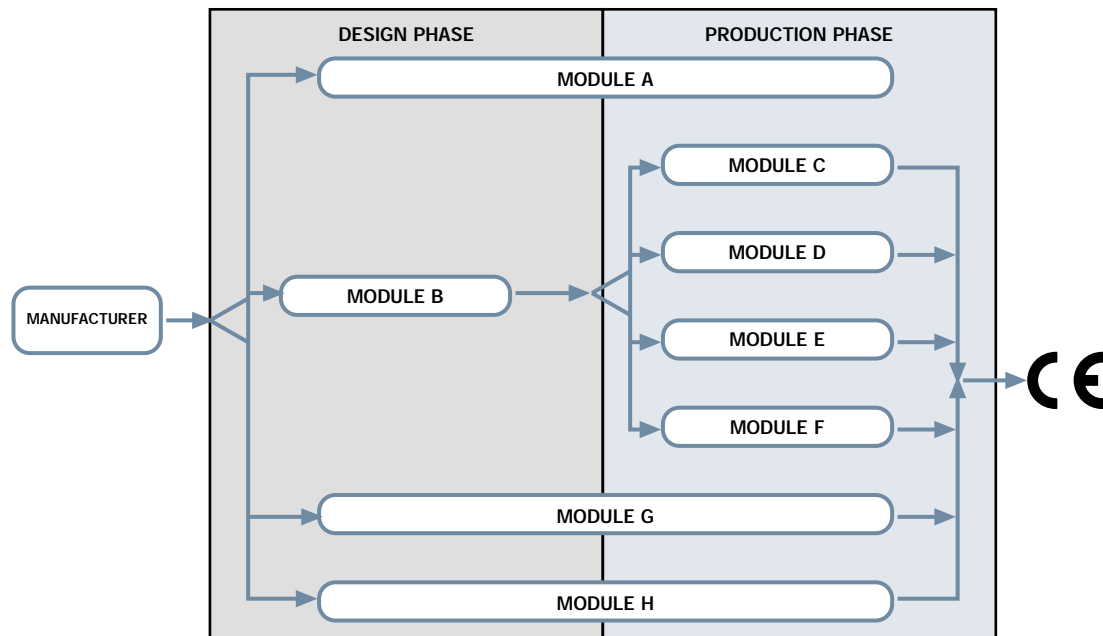 DESIGN PHASE
PRODUCTION PHASE
MODULE A
MODULE C
MODULE D
MODULE B
MANUFACTURER
MODULE E
CE
MODULE F
MODULE G
MODULE H